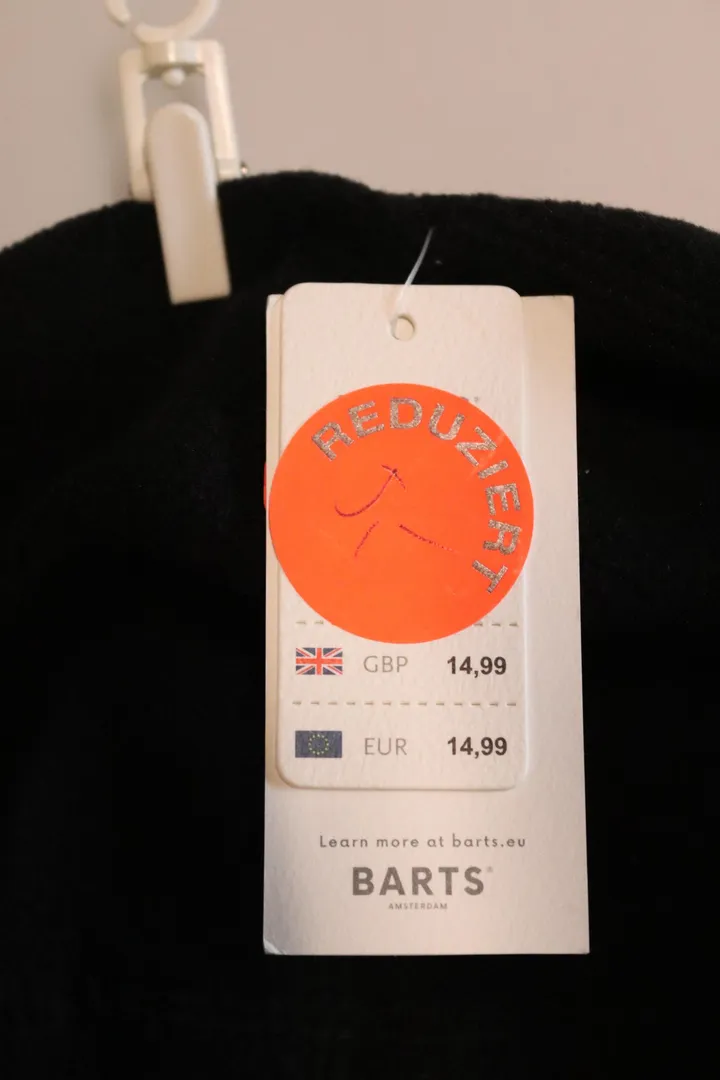 REDUZIERT
GBP 14,99
EUR 14,99
Learn more at barts.eu
BARTS®
AMSTERDAM